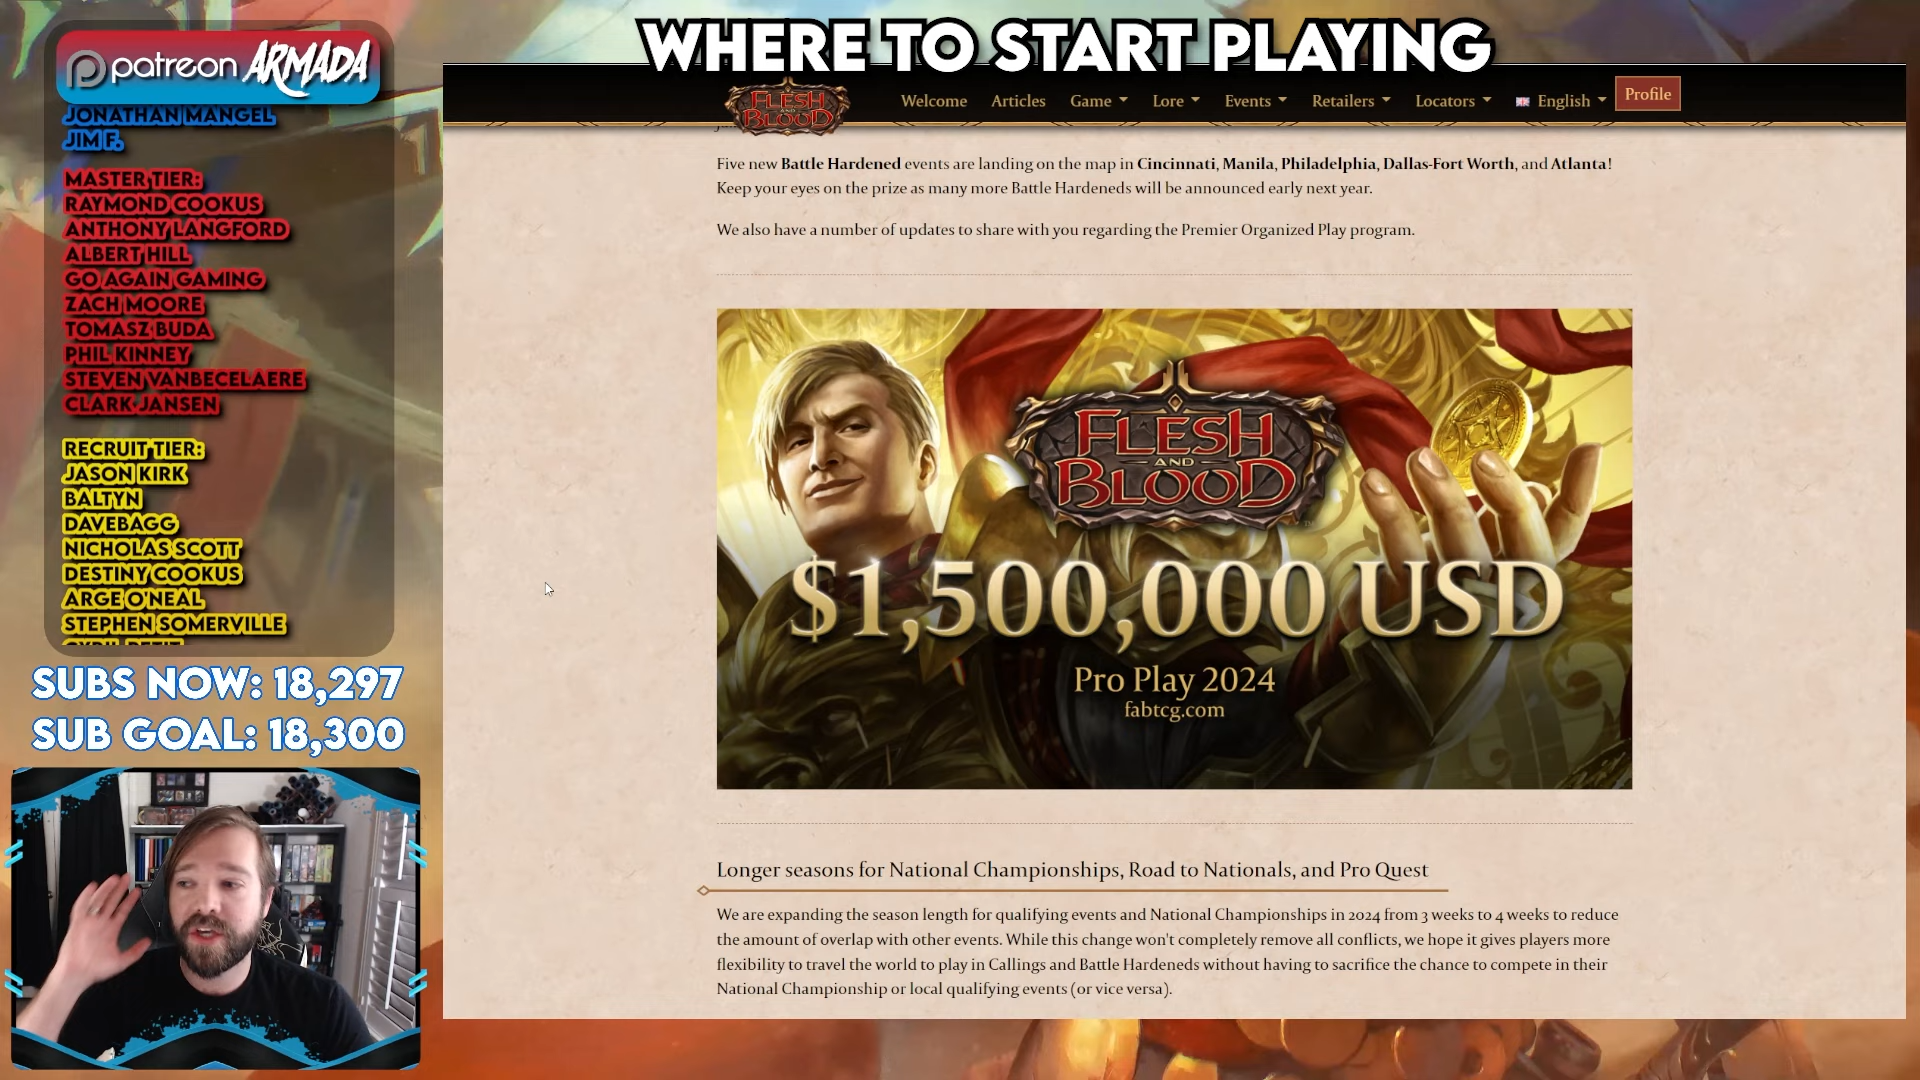 WHERE TO START PLAYING
patreon ARMADA
JONATHAN MANGEL
JIM F.
MASTER TIER:
RAYMOND COOKUS
ANTHONY LANGFORD
ALBERT HILL
GO AGAIN GAMING
ZACH MOORE
TOMASZ BUDA
PHIL KINNEY
STEVEN VANBECELAERE
CLARK JANSEN
RECRUIT TIER:
JASON KIRK
BALTYN
DAVEBAGG
NICHOLAS SCOTT
DESTINY COOKUS
ARGE O'NEAL
STEPHEN SOMERVILLE
SUBS NOW: 18,297
SUB GOAL: 18,300
FLESH AND BLOOD
Welcome Articles Game Lore Events Retailers Locators English Profile
Five new Battle Hardened events are landing on the map in Cincinnati, Manila, Philadelphia, Dallas-Fort Worth, and Atlanta!
Keep your eyes on the prize as many more Battle Hardeneds will be announced early next year.
We also have a number of updates to share with you regarding the Premier Organized Play program.
FLESH
AND
BLOOD
$1,500,000 USD
Pro Play 2024
fabtcg.com
Longer seasons for National Championships, Road to Nationals, and Pro Quest
We are expanding the season length for qualifying events and National Championships in 2024 from 3 weeks to 4 weeks to reduce
the amount of overlap with other events. While this change won't completely remove all conflicts, we hope it gives players more
flexibility to travel the world to play in Callings and Battle Hardeneds without having to sacrifice the chance to compete in their
National Championship or local qualifying events (or vice versa).